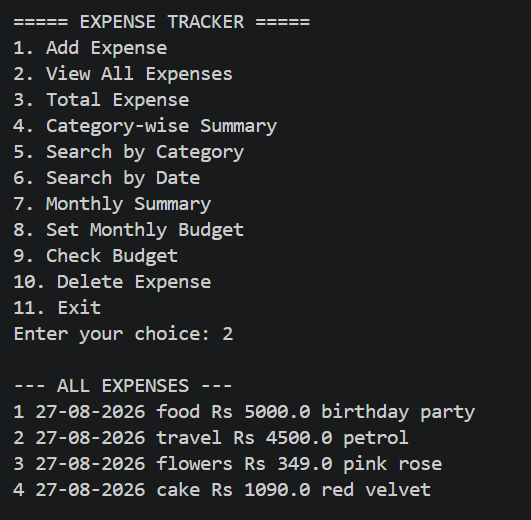 ===== EXPENSE TRACKER =====
1. Add Expense
2. View All Expenses
3. Total Expense
4. Category-wise Summary
5. Search by Category
6. Search by Date
7. Monthly Summary
8. Set Monthly Budget
9. Check Budget
10. Delete Expense
11. Exit
Enter your choice: 2
--- ALL EXPENSES ---
1 27-08-2026 food Rs 5000.0 birthday party
2 27-08-2026 travel Rs 4500.0 petrol
3 27-08-2026 flowers Rs 349.0 pink rose
4 27-08-2026 cake Rs 1090.0 red velvet